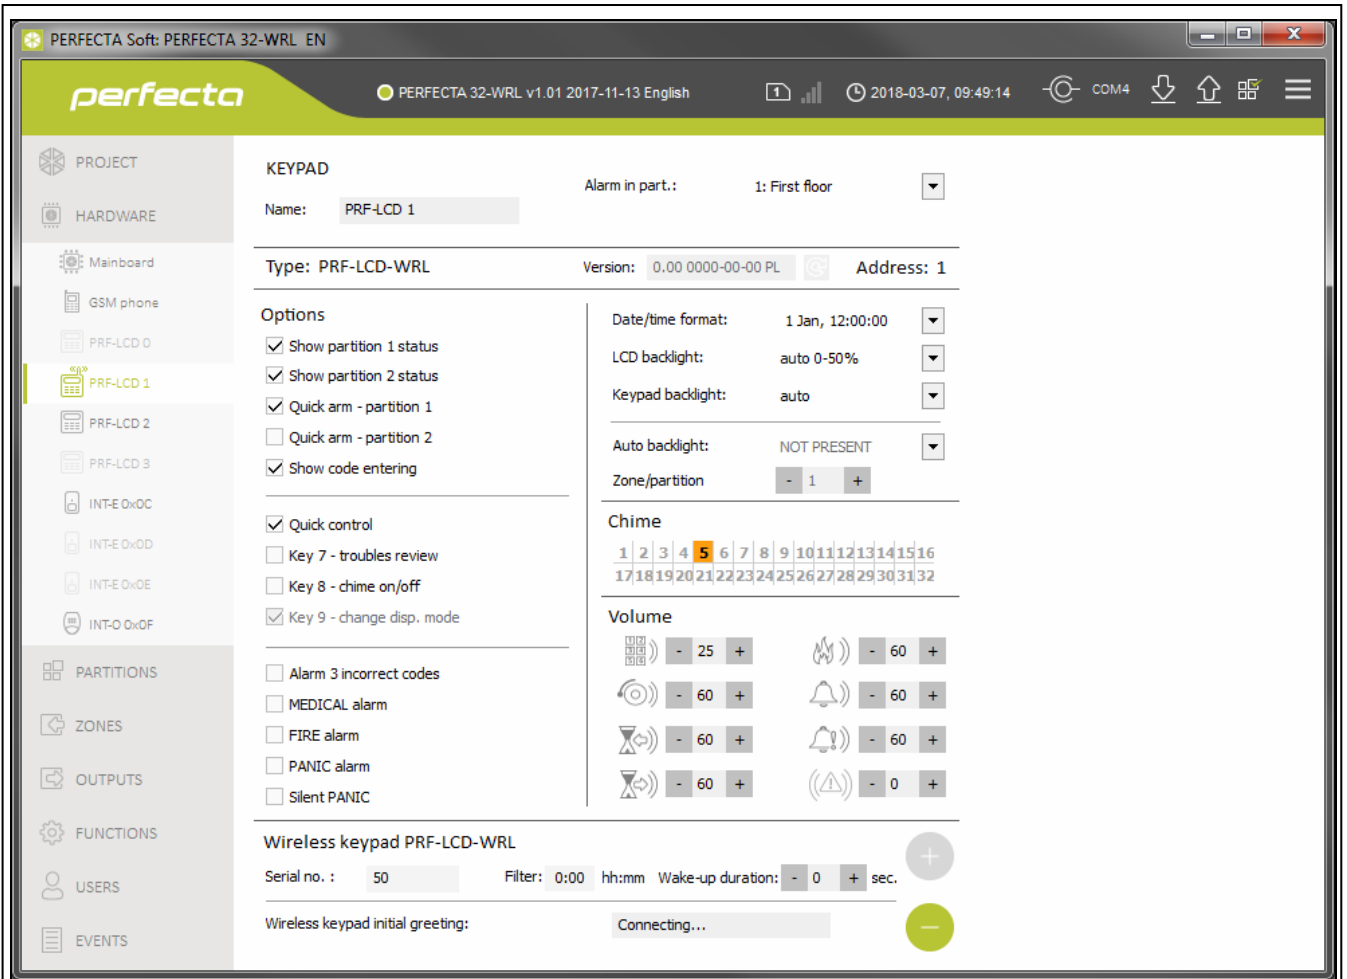 PERFECTA Soft: PERFECTA 32-WRL EN
perfecta
PERFECTA 32-WRL v1.01 2017-11-13 English
1
2018-03-07, 09:49:14
COM4
PROJECT
HARDWARE
Mainboard
GSM phone
PRF-LCD 0
PRF-LCD 1
PRF-LCD 2
PRF-LCD 3
INT-E 0x0C
INT-E 0x0D
INT-E 0x0E
INT-O 0x0F
PARTITIONS
ZONES
OUTPUTS
FUNCTIONS
USERS
EVENTS
KEYPAD
Name: PRF-LCD 1
Alarm in part.: 1: First floor
Type: PRF-LCD-WRL
Version: 0.00 0000-00-00 PL
Address: 1
Options
Show partition 1 status
Show partition 2 status
Quick arm - partition 1
Quick arm - partition 2
Show code entering
Quick control
Key 7 - troubles review
Key 8 - chime on/off
Key 9 - change disp. mode
Alarm 3 incorrect codes
MEDICAL alarm
FIRE alarm
PANIC alarm
Silent PANIC
Date/time format: 1 Jan, 12:00:00
LCD backlight: auto 0-50%
Keypad backlight: auto
Auto backlight: NOT PRESENT
Zone/partition - 1 +
Chime
1 2 3 4 5 6 7 8 9 10 11 12 13 14 15 16
17 18 19 20 21 22 23 24 25 26 27 28 29 30 31 32
Volume
1 2 3 4 5 6
- 25 + - 60 +
- 60 + - 60 +
- 60 + - 60 +
- 60 + - 0 +
Wireless keypad PRF-LCD-WRL
Serial no. : 50 Filter: 0:00 hh:mm Wake-up duration: - 0 + sec.
Wireless keypad initial greeting: Connecting...